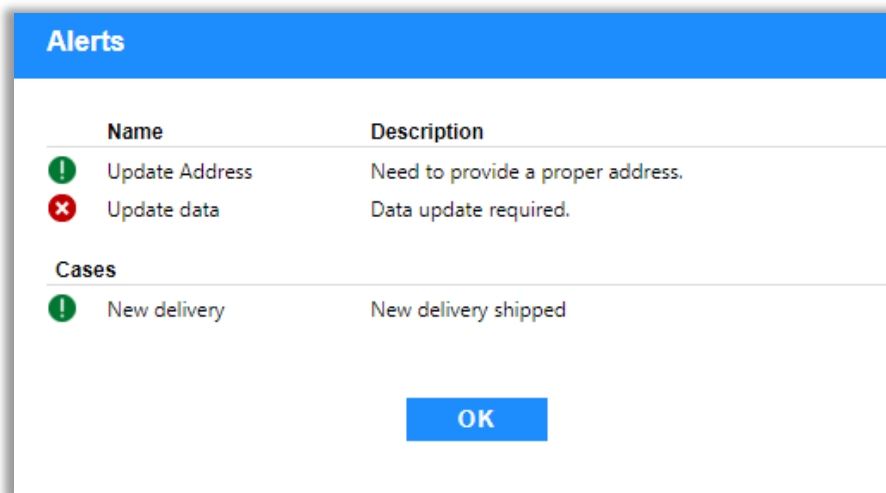 Alerts
Name Description
Update Address Need to provide a proper address.
Update data Data update required.
Cases
New delivery New delivery shipped
OK